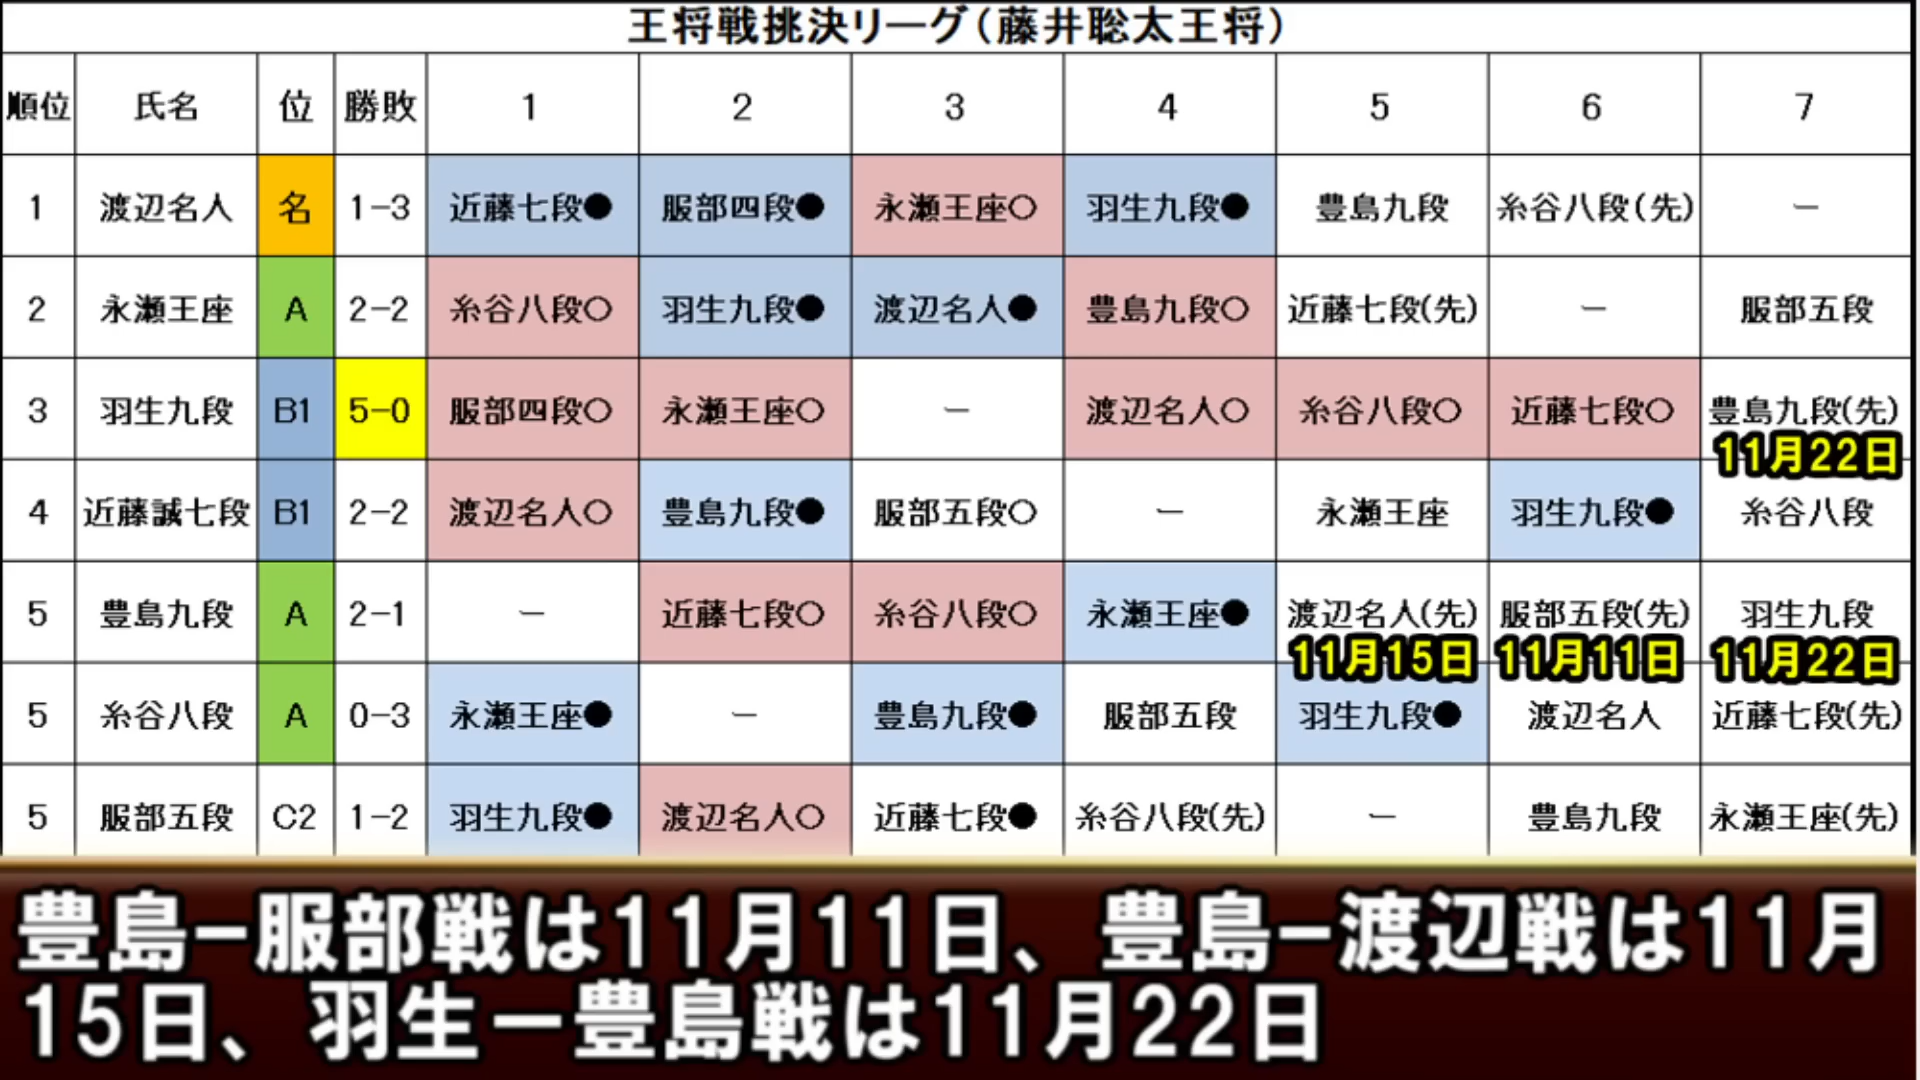 王将戦挑決リーグ(藤井聡太王将)
順位 氏名 位 勝敗 1 2 3 4 5 6 7
1 渡辺名人 名 1-3 近藤七段● 服部四段● 永瀬王座○ 羽生九段● 豊島九段 糸谷八段(先) ー
2 永瀬王座 A 2-2 糸谷八段○ 羽生九段● 渡辺名人● 豊島九段○ 近藤七段(先) ー 服部五段
3 羽生九段 B1 5-0 服部四段○ 永瀬王座○ ー 渡辺名人○ 糸谷八段○ 近藤七段○ 豊島九段(先)
11月22日
4 近藤誠七段 B1 2-2 渡辺名人○ 豊島九段● 服部五段○ ー 永瀬王座 羽生九段● 糸谷八段
5 豊島九段 A 2-1 ー 近藤七段○ 糸谷八段○ 永瀬王座● 渡辺名人(先) 服部五段(先) 羽生九段
11月15日 11月11日 11月22日
5 糸谷八段 A 0-3 永瀬王座● ー 豊島九段● 服部五段 羽生九段● 渡辺名人 近藤七段(先)
5 服部五段 C2 1-2 羽生九段● 渡辺名人○ 近藤七段● 糸谷八段(先) ー 豊島九段 永瀬王座(先)
豊島-服部戦は11月11日、豊島-渡辺戦は11月
15日、羽生ー豊島戦は11月22日